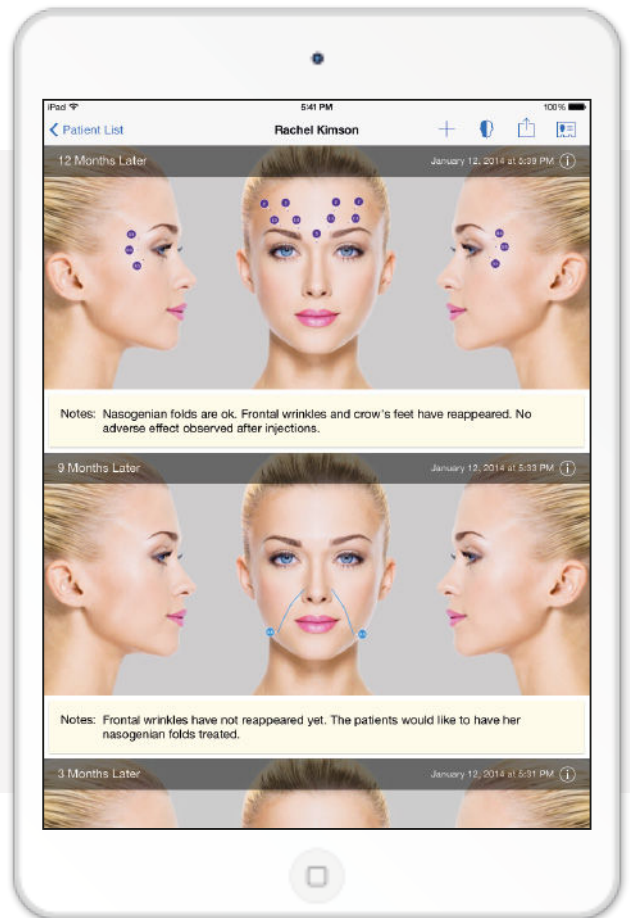 iPad
5:41 PM
100%
Patient List
Rachel Kimson
12 Months Later
January 12, 2014 at 5:39 PM
Notes: Nasogenian folds are ok. Frontal wrinkles and crow's feet have reappeared. No
adverse effect observed after injections.
9 Months Later
January 12, 2014 at 5:33 PM
Notes: Frontal wrinkles have not reappeared yet. The patients would like to have her
nasogenian folds treated.
3 Months Later
January 12, 2014 at 5:31 PM